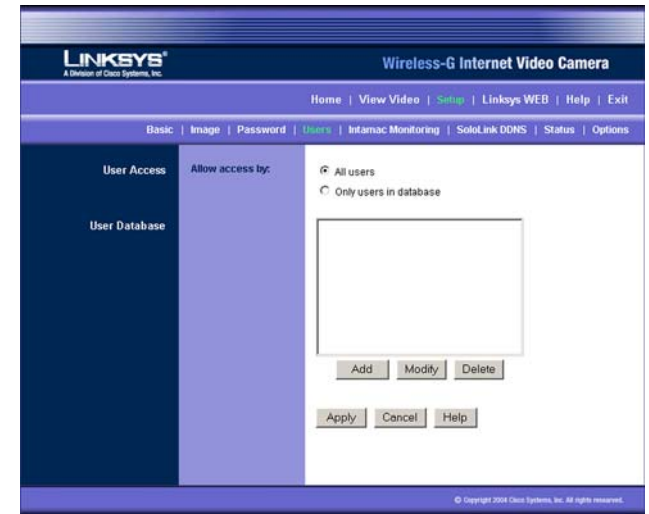 LINKSYS®
A Division of Cisco Systems, Inc.
Wireless-G Internet Video Camera
Home | View Video | Setup | Linksys WEB | Help | Exit
Basic | Image | Password | Users | Intamac Monitoring | SoloLink DDNS | Status | Options
User Access
Allow access by:
All users
Only users in database
User Database
Add Modify Delete
Apply Cancel Help
© Copyright 2004 Cisco Systems, Inc. All rights reserved.